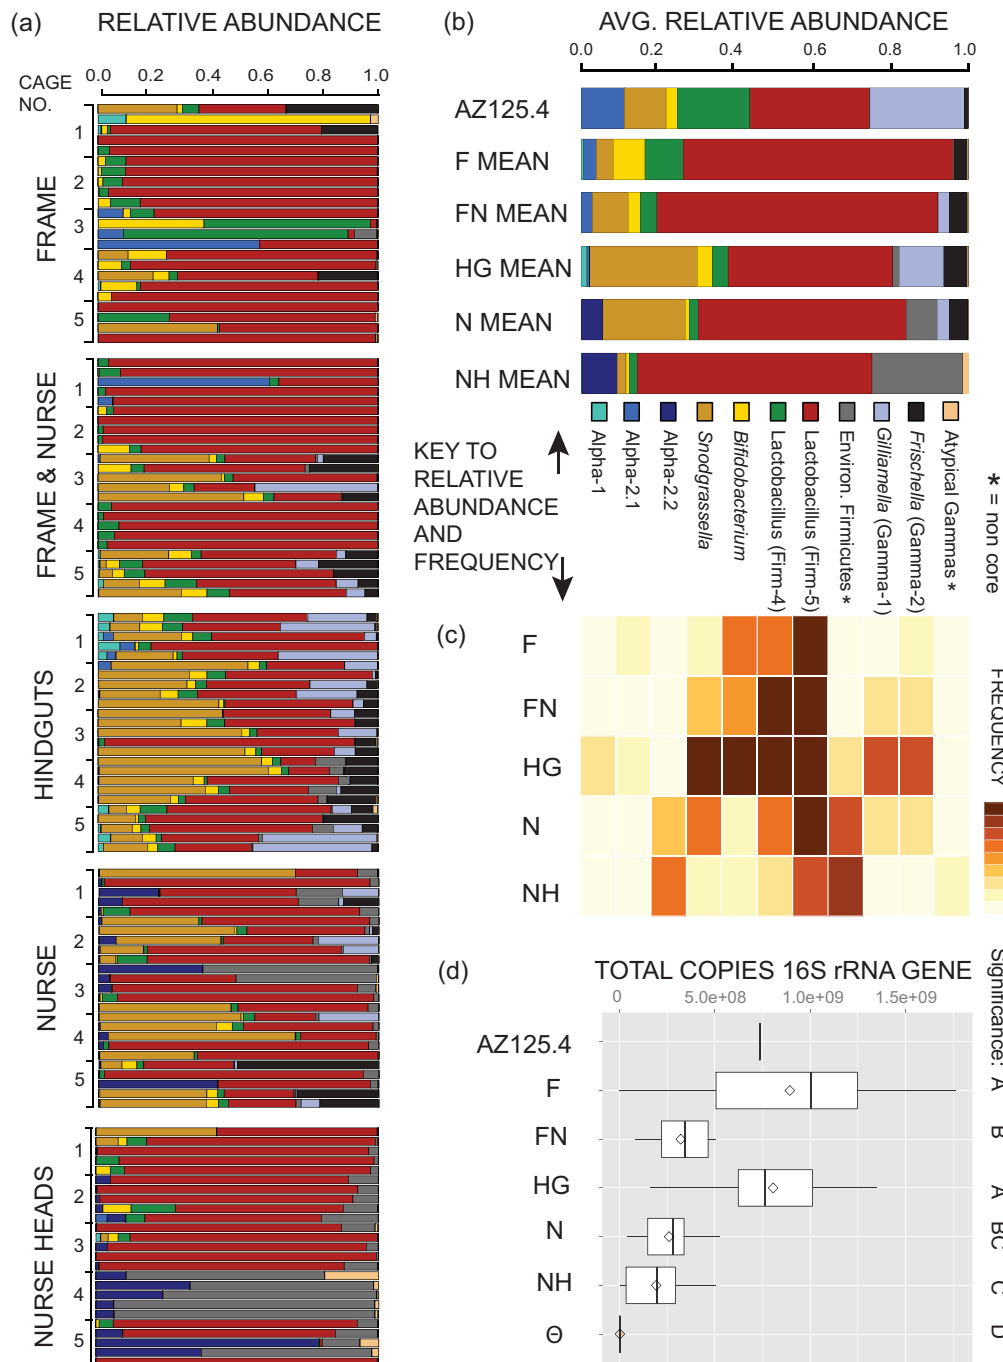 (a) RELATIVE ABUNDANCE
CAGE NO. 0.0 0.2 0.4 0.6 0.8 1.0
FRAME
1
2
3
4
5
FRAME & NURSE
1
2
3
4
5
HINDGUTS
1
2
3
4
5
NURSE
1
2
3
4
5
NURSE HEADS
1
2
3
4
5
(b) AVG. RELATIVE ABUNDANCE
0.0 0.2 0.4 0.6 0.8 1.0
AZ125.4
F MEAN
FN MEAN
HG MEAN
N MEAN
NH MEAN
KEY TO
RELATIVE
ABUNDANCE
AND
FREQUENCY
Alpha-1
Alpha-2.1
Alpha-2.2
Snodgrassella
Bifidobacterium
Lactobacillus (Firm-4)
Lactobacillus (Firm-5)
Environ. Firmicutes *
Gilliamella (Gamma-1)
Frischella (Gamma-2)
Atypical Gammas *
* = non core
(c)
F
FN
HG
N
NH
FREQUENCY
(d) TOTAL COPIES 16S rRNA GENE
0 5.0e+08 1.0e+09 1.5e+09
Significance:
AZ125.4
F A
FN B
HG A
N BC
NH C
Θ D